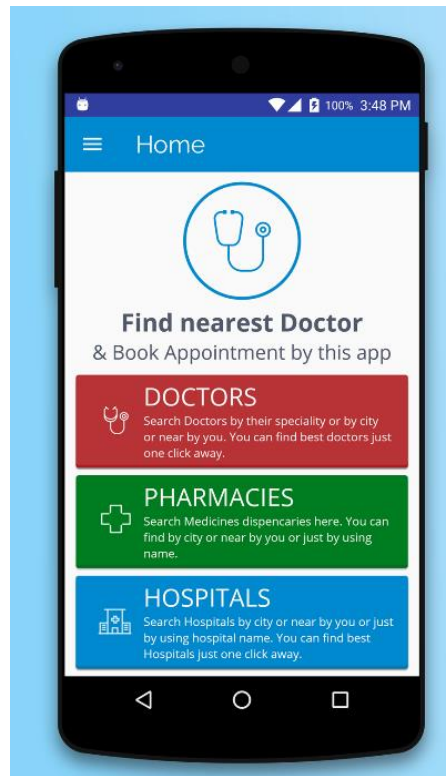 100% 3:48 PM
Home
Find nearest Doctor
& Book Appointment by this app
DOCTORS
Search Doctors by their speciality or by city
or near by you. You can find best doctors just
one click away.
PHARMACIES
Search Medicines dispencaries here. You can
find by city or near by you or just by using
name.
HOSPITALS
Search Hospitals by city or near by you or just
by using hospital name. You can find best
Hospitals just one click away.